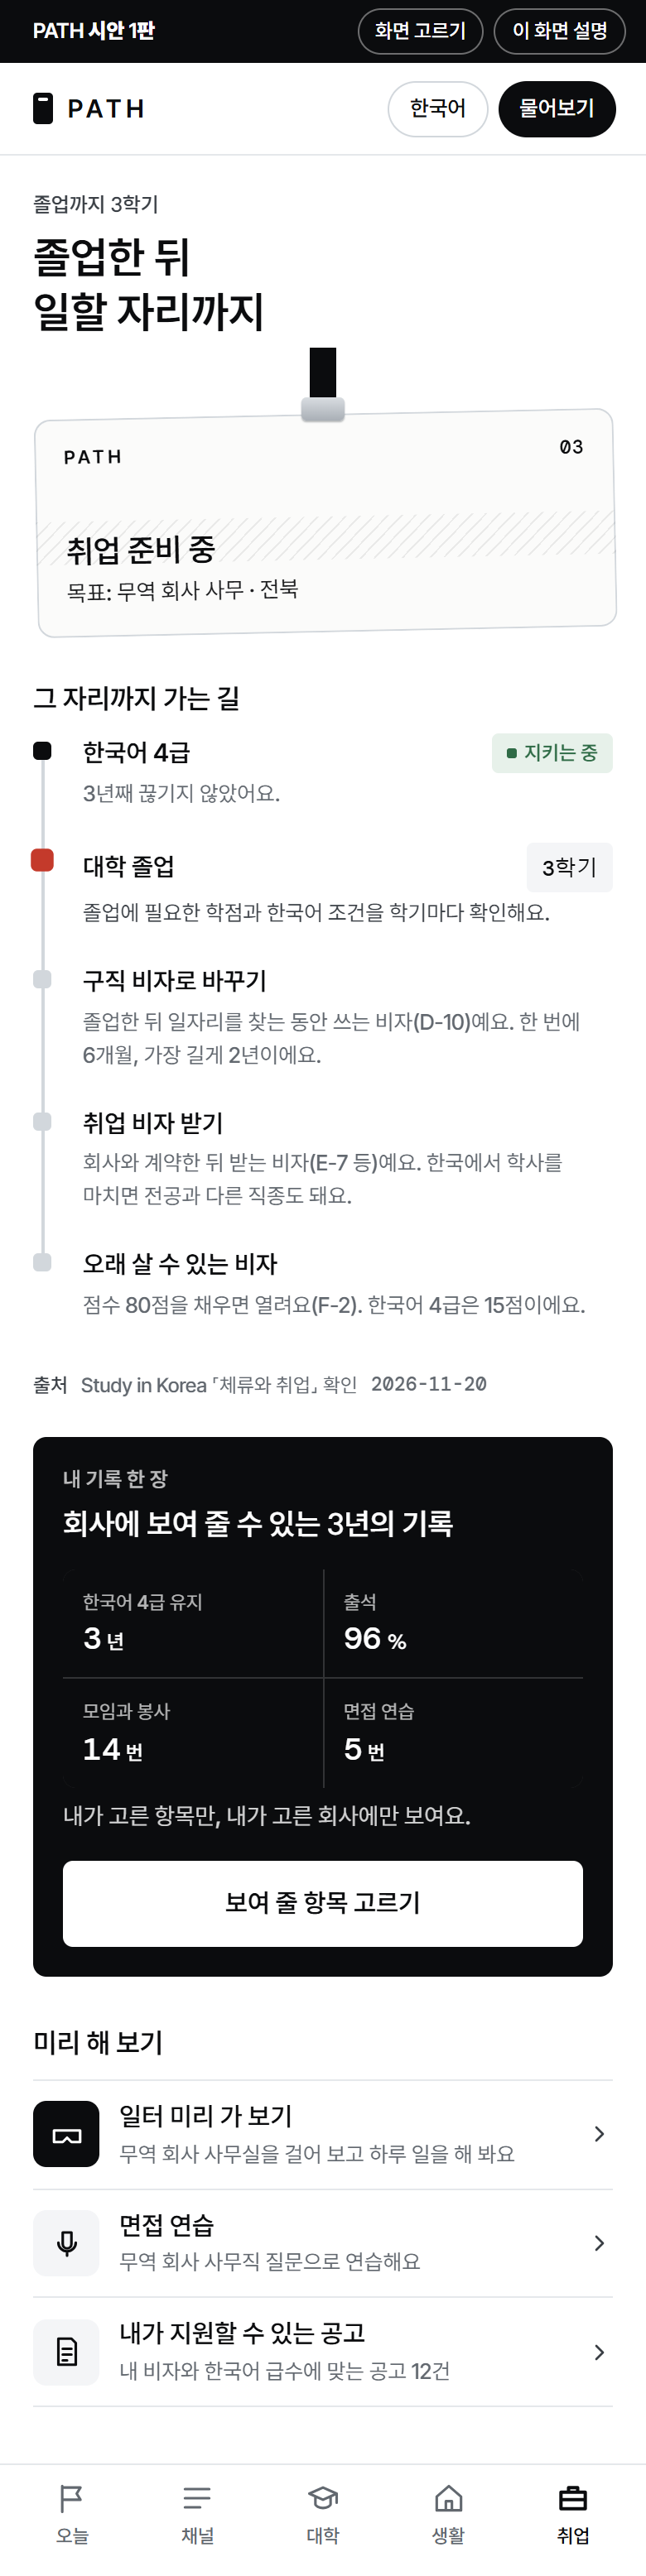 PATH 시안 1판
화면 고르기
이 화면 설명
PATH
한국어
물어보기
졸업까지 3학기
졸업한 뒤
일할 자리까지
PATH
03
취업 준비 중
목표: 무역 회사 사무 · 전북
그 자리까지 가는 길
한국어 4급
지키는 중
3년째 끊기지 않았어요.
대학 졸업
3학기
졸업에 필요한 학점과 한국어 조건을 학기마다 확인해요.
구직 비자로 바꾸기
졸업한 뒤 일자리를 찾는 동안 쓰는 비자(D-10)예요. 한 번에
6개월, 가장 길게 2년이에요.
취업 비자 받기
회사와 계약한 뒤 받는 비자(E-7 등)예요. 한국에서 학사를
마치면 전공과 다른 직종도 돼요.
오래 살 수 있는 비자
점수 80점을 채우면 열려요(F-2). 한국어 4급은 15점이에요.
출처 Study in Korea 「체류와 취업」 확인 2026-11-20
내 기록 한 장
회사에 보여 줄 수 있는 3년의 기록
한국어 4급 유지
3 년
출석
96 %
모임과 봉사
14 번
면접 연습
5 번
내가 고른 항목만, 내가 고른 회사에만 보여요.
보여 줄 항목 고르기
미리 해 보기
일터 미리 가 보기
무역 회사 사무실을 걸어 보고 하루 일을 해 봐요
면접 연습
무역 회사 사무직 질문으로 연습해요
내가 지원할 수 있는 공고
내 비자와 한국어 급수에 맞는 공고 12건
오늘
채널
대학
생활
취업